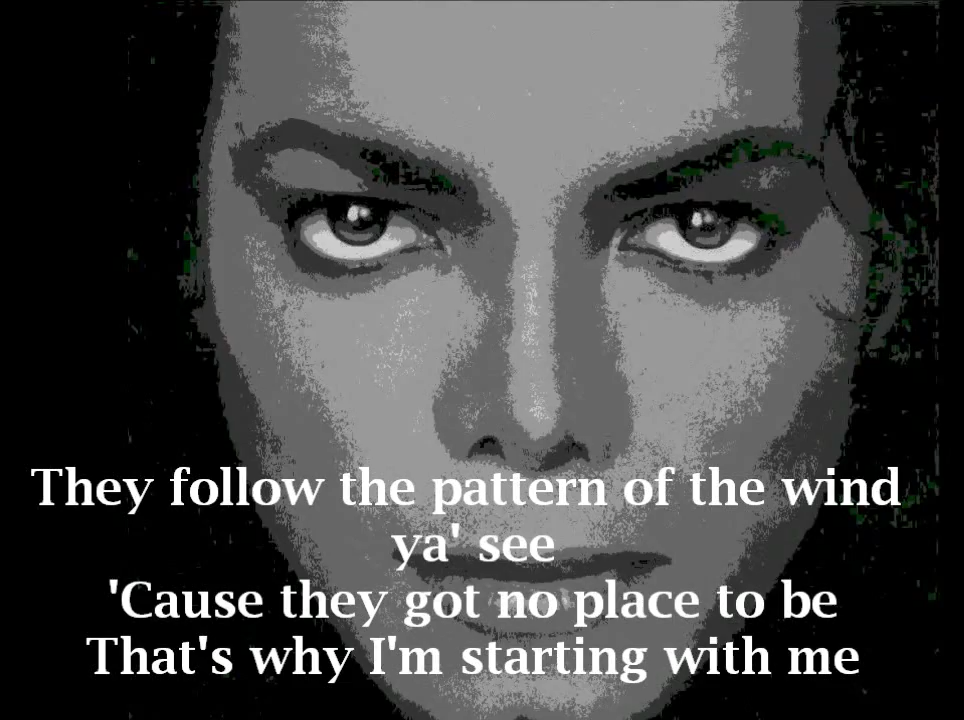 They follow the pattern of the wind
ya' see
'Cause they got no place to be
That's why I'm starting with me